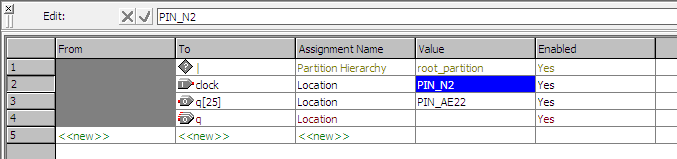 Edit: PIN_N2
From To Assignment Name Value Enabled
1 | Partition Hierarchy root_partition Yes
2 clock Location PIN_N2 Yes
3 q[25] Location PIN_AE22 Yes
4 q Location Yes
5 <<new>> <<new>> <<new>>